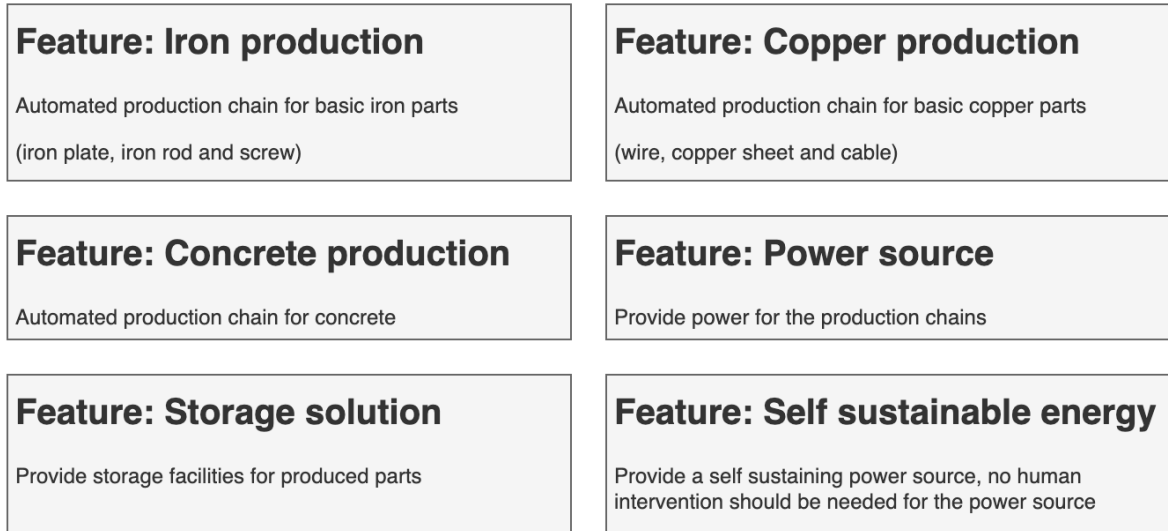 Feature: Iron production
Automated production chain for basic iron parts
(iron plate, iron rod and screw)
Feature: Copper production
Automated production chain for basic copper parts
(wire, copper sheet and cable)
Feature: Concrete production
Automated production chain for concrete
Feature: Power source
Provide power for the production chains
Feature: Storage solution
Provide storage facilities for produced parts
Feature: Self sustainable energy
Provide a self sustaining power source, no human
intervention should be needed for the power source